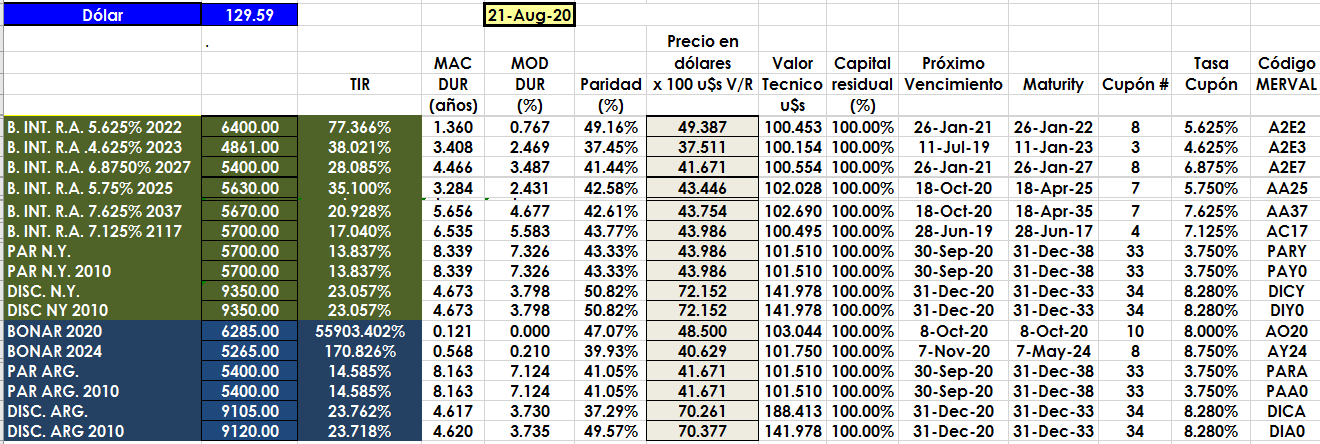 Dólar 129.59 21-Aug-20
. Precio en
MAC MOD dólares Valor Capital Próximo Tasa Código
TIR DUR DUR Paridad x 100 u$s V/R Tecnico residual Vencimiento Maturity Cupón # Cupón MERVAL
(años) (%) (%) u$s (%)
B. INT. R.A. 5.625% 2022 6400.00 77.366% 1.360 0.767 49.16% 49.387 100.453 100.00% 26-Jan-21 26-Jan-22 8 5.625% A2E2
B. INT. R.A .4.625% 2023 4861.00 38.021% 3.408 2.469 37.45% 37.511 100.154 100.00% 11-Jul-19 11-Jan-23 3 4.625% A2E3
B. INT. R.A. 6.8750% 2027 5400.00 28.085% 4.466 3.487 41.44% 41.671 100.554 100.00% 26-Jan-21 26-Jan-27 8 6.875% A2E7
B. INT. R.A. 5.75% 2025 5630.00 35.100% 3.284 2.431 42.58% 43.446 102.028 100.00% 18-Oct-20 18-Apr-25 7 5.750% AA25
B. INT. R.A. 7.625% 2037 5670.00 20.928% 5.656 4.677 42.61% 43.754 102.690 100.00% 18-Oct-20 18-Apr-35 7 7.625% AA37
B. INT. R.A. 7.125% 2117 5700.00 17.040% 6.535 5.583 43.77% 43.986 100.495 100.00% 28-Jun-19 28-Jun-17 4 7.125% AC17
PAR N.Y. 5700.00 13.837% 8.339 7.326 43.33% 43.986 101.510 100.00% 30-Sep-20 31-Dec-38 33 3.750% PARY
PAR N.Y. 2010 5700.00 13.837% 8.339 7.326 43.33% 43.986 101.510 100.00% 30-Sep-20 31-Dec-38 33 3.750% PAY0
DISC. N.Y. 9350.00 23.057% 4.673 3.798 50.82% 72.152 141.978 100.00% 31-Dec-20 31-Dec-33 34 8.280% DICY
DISC NY 2010 9350.00 23.057% 4.673 3.798 50.82% 72.152 141.978 100.00% 31-Dec-20 31-Dec-33 34 8.280% DIY0
BONAR 2020 6285.00 55903.402% 0.121 0.000 47.07% 48.500 103.044 100.00% 8-Oct-20 8-Oct-20 10 8.000% AO20
BONAR 2024 5265.00 170.826% 0.568 0.210 39.93% 40.629 101.750 100.00% 7-Nov-20 7-May-24 8 8.750% AY24
PAR ARG. 5400.00 14.585% 8.163 7.124 41.05% 41.671 101.510 100.00% 30-Sep-20 31-Dec-38 33 3.750% PARA
PAR ARG. 2010 5400.00 14.585% 8.163 7.124 41.05% 41.671 101.510 100.00% 30-Sep-20 31-Dec-38 33 3.750% PAA0
DISC. ARG. 9105.00 23.762% 4.617 3.730 37.29% 70.261 188.413 100.00% 31-Dec-20 31-Dec-33 34 8.280% DICA
DISC. ARG 2010 9120.00 23.718% 4.620 3.735 49.57% 70.377 141.978 100.00% 31-Dec-20 31-Dec-33 34 8.280% DIA0